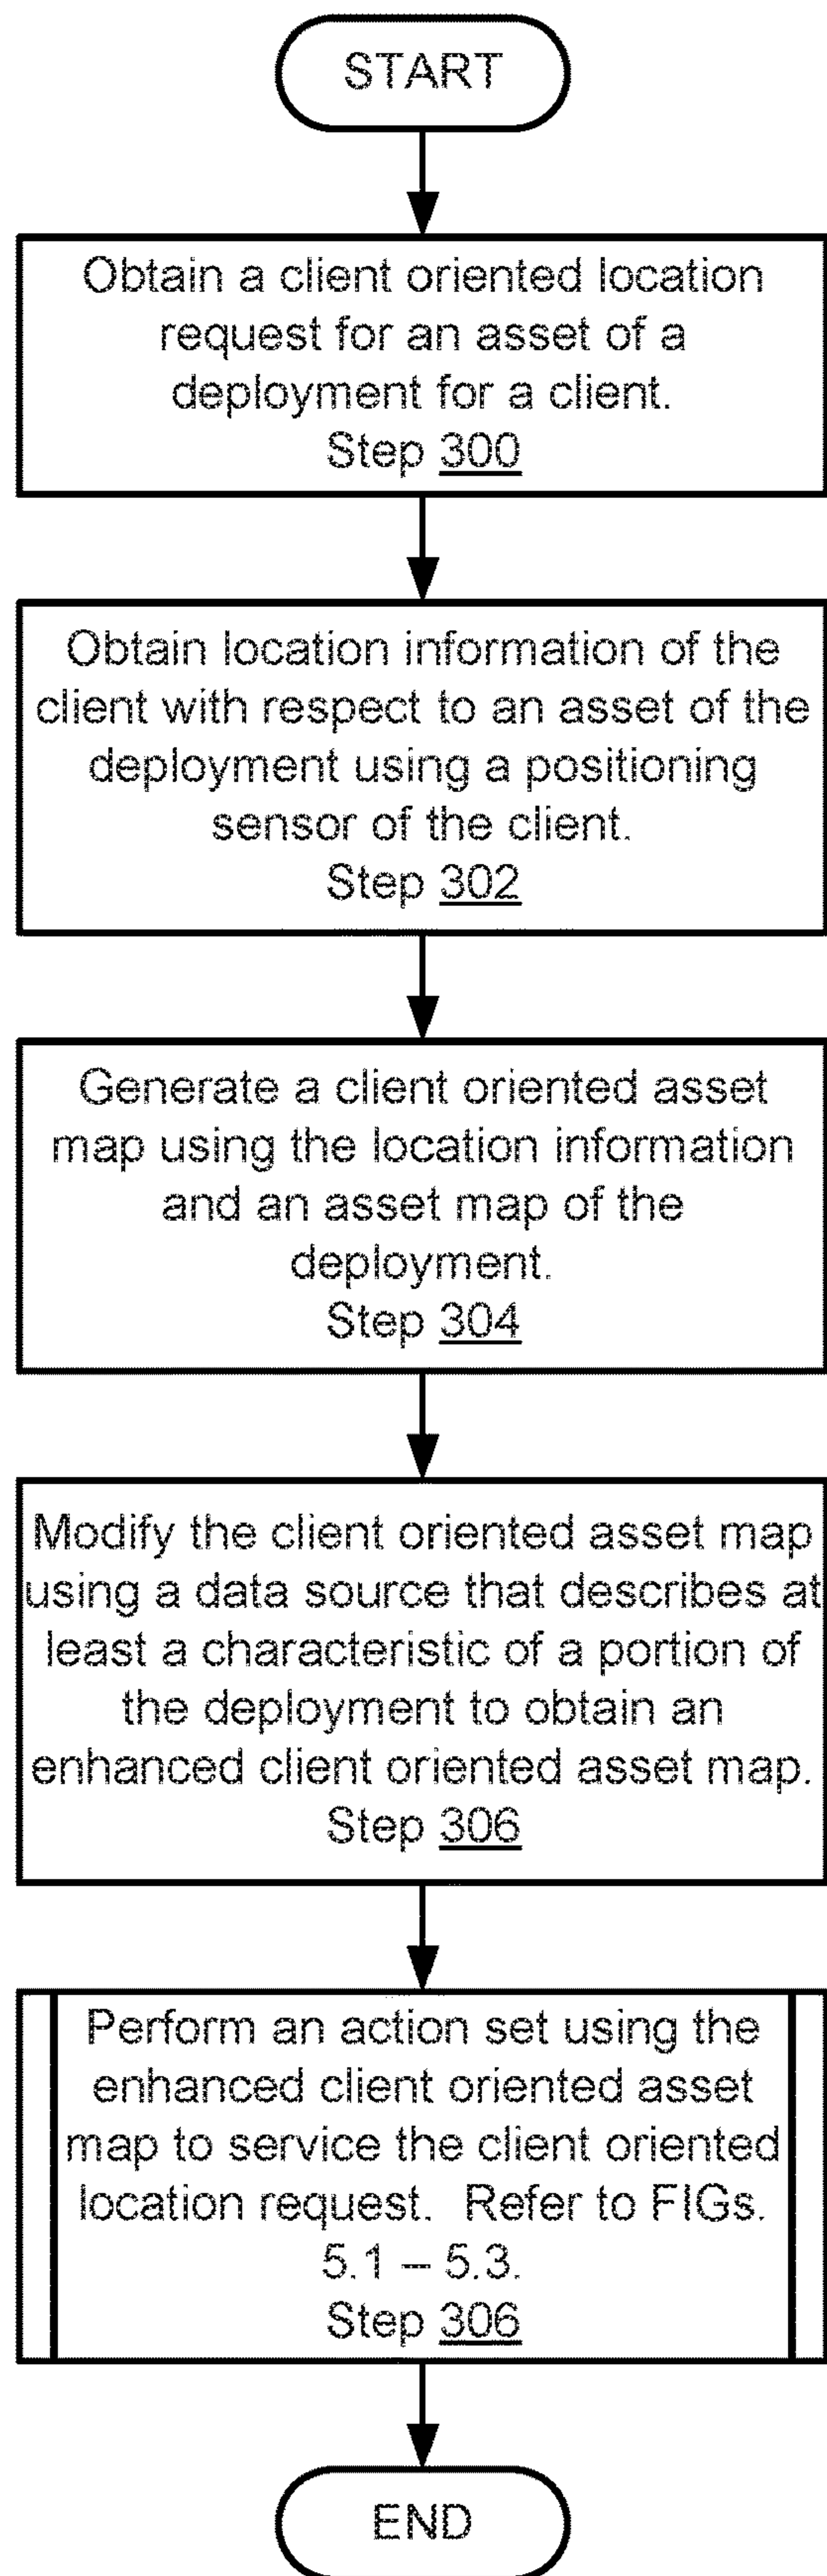 START
Obtain a client oriented location
request for an asset of a
deployment for a client.
Step 300
Obtain location information of the
client with respect to an asset of the
deployment using a positioning
sensor of the client.
Step 302
Generate a client oriented asset
map using the location information
and an asset map of the
deployment.
Step 304
Modify the client oriented asset map
using a data source that describes at
least a characteristic of a portion of
the deployment to obtain an
enhanced client oriented asset map.
Step 306
Perform an action set using the
enhanced client oriented asset
map to service the client oriented
location request.  Refer to FIGs.
5.1 – 5.3.
Step 306
END